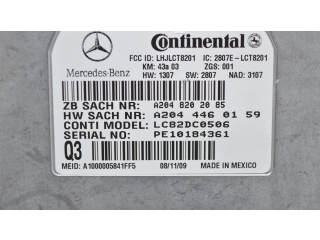 Continental
FCC ID: LHJLCT8201 IC: 2807E-LCT8201
KM: 43a 03 ZGS: 001
Mercedes-Benz HW: 1307 SW: 2807 NAD: 3107
ZB SACH NR: A204 820 20 85
HW SACH NR: A204 446 01 59
CONTI MODEL: LC82DC0506
SERIAL NO: PE10184361
Q3
MEID: A1000005841FF5 08/11/09 MADE IN MEXICO